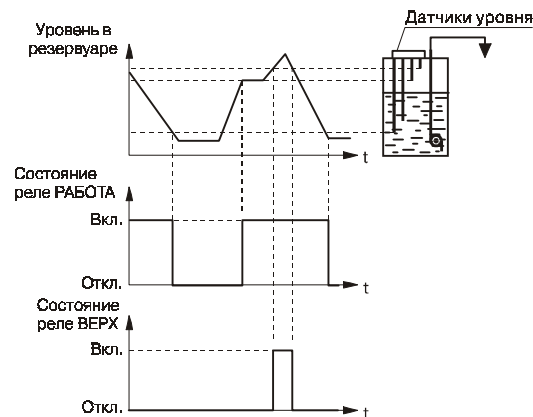 Датчики уровня
Уровень в
резервуаре
t
Состояние
реле РАБОТА
Вкл.
Откл.
t
Состояние
реле ВЕРХ
Вкл.
Откл.
t